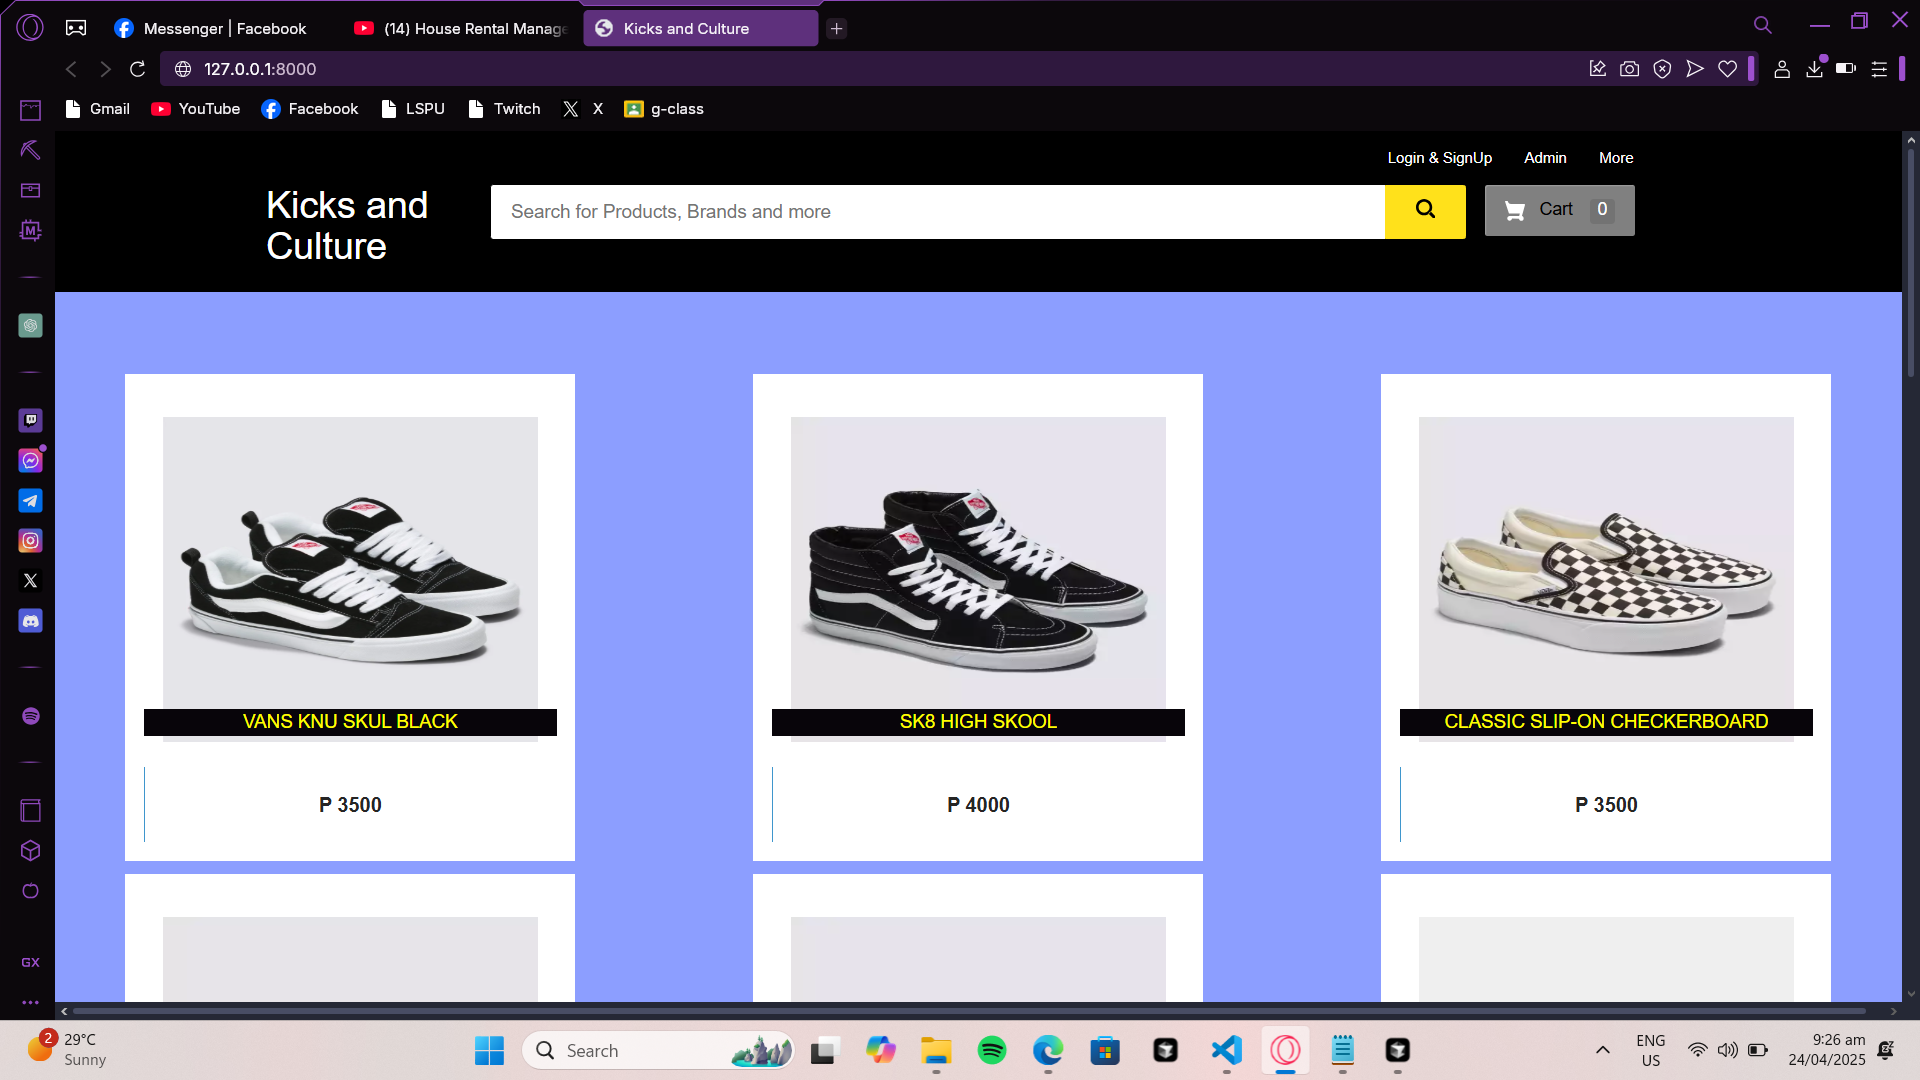 Messenger | Facebook
(14) House Rental Manage
Kicks and Culture
127.0.0.1:8000
Gmail
YouTube
Facebook
LSPU
Twitch
X
g-class
Login & SignUp
Admin
More
Kicks and
Culture
Search for Products, Brands and more
Cart 0
VANS KNU SKUL BLACK
SK8 HIGH SKOOL
CLASSIC SLIP-ON CHECKERBOARD
P 3500
P 4000
P 3500
GX
2
29°C
Sunny
Search
ENG
US
9:26 am
24/04/2025